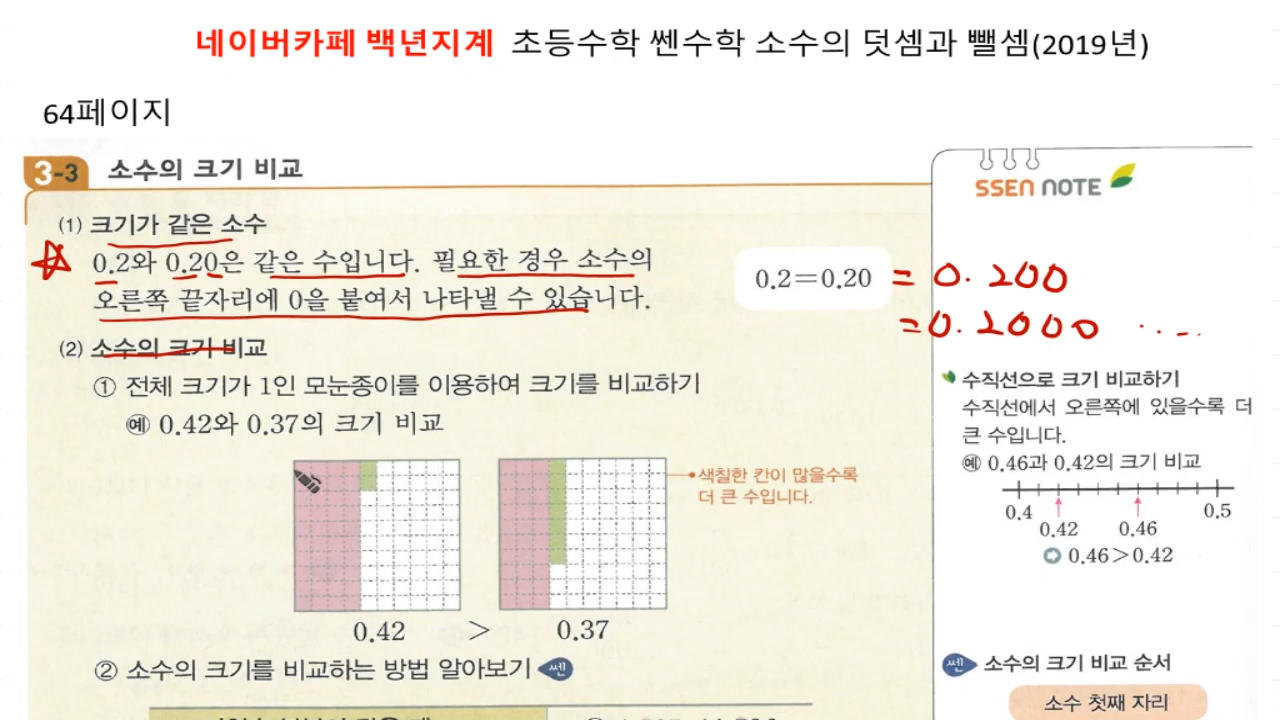 네이버카페 백년지계 초등수학 쎈수학 소수의 덧셈과 뺄셈(2019년)
64페이지
3-3 소수의 크기 비교
(1) 크기가 같은 소수
0.2와 0.20은 같은 수입니다. 필요한 경우 소수의
오른쪽 끝자리에 0을 붙여서 나타낼 수 있습니다.
0.2=0.20 = 0.200
=0.2000 ·····
(2) 소수의 크기 비교
① 전체 크기가 1인 모눈종이를 이용하여 크기를 비교하기
예 0.42와 0.37의 크기 비교
색칠한 칸이 많을수록
더 큰 수입니다.
0.42 > 0.37
② 소수의 크기를 비교하는 방법 알아보기 쎈
SSEN NOTE
수직선으로 크기 비교하기
수직선에서 오른쪽에 있을수록 더
큰 수입니다.
예 0.46과 0.42의 크기 비교
0.4 0.5
0.42 0.46
0.46>0.42
쎈 소수의 크기 비교 순서
소수 첫째 자리